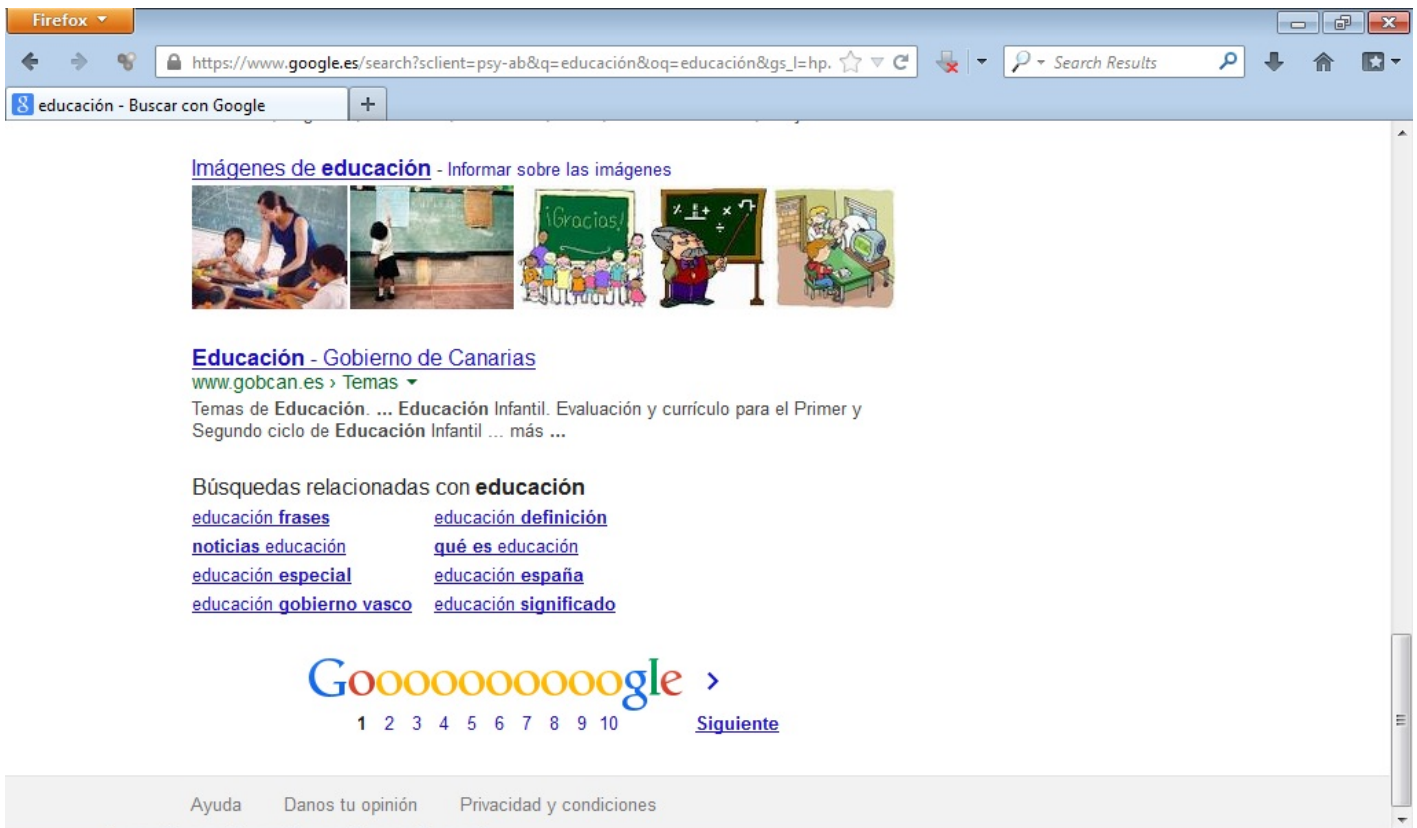 Firefox
https://www.google.es/search?sclient=psy-ab&q=educación&oq=educación&gs_l=hp.
Search Results
educación - Buscar con Google
Imágenes de educación - Informar sobre las imágenes
¡Gracias!
Educación - Gobierno de Canarias
www.gobcan.es › Temas
Temas de Educación. ... Educación Infantil. Evaluación y currículo para el Primer y
Segundo ciclo de Educación Infantil ... más ...
Búsquedas relacionadas con educación
educación frases educación definición
noticias educación qué es educación
educación especial educación españa
educación gobierno vasco educación significado
Goooooooooogle >
1 2 3 4 5 6 7 8 9 10 Siguiente
Ayuda Danos tu opinión Privacidad y condiciones